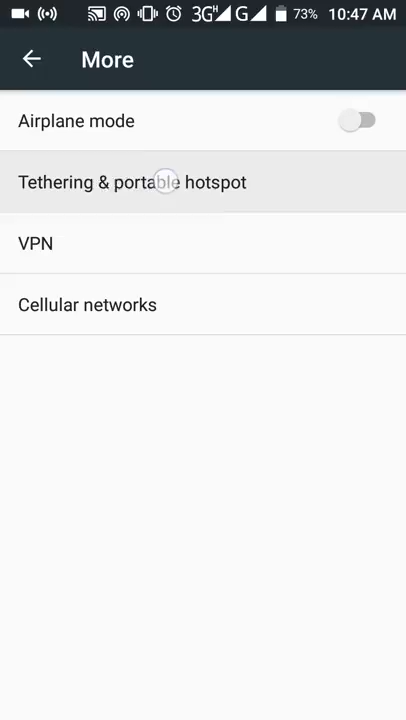 3G H G 73% 10:47 AM
More
Airplane mode
Tethering & portable hotspot
VPN
Cellular networks